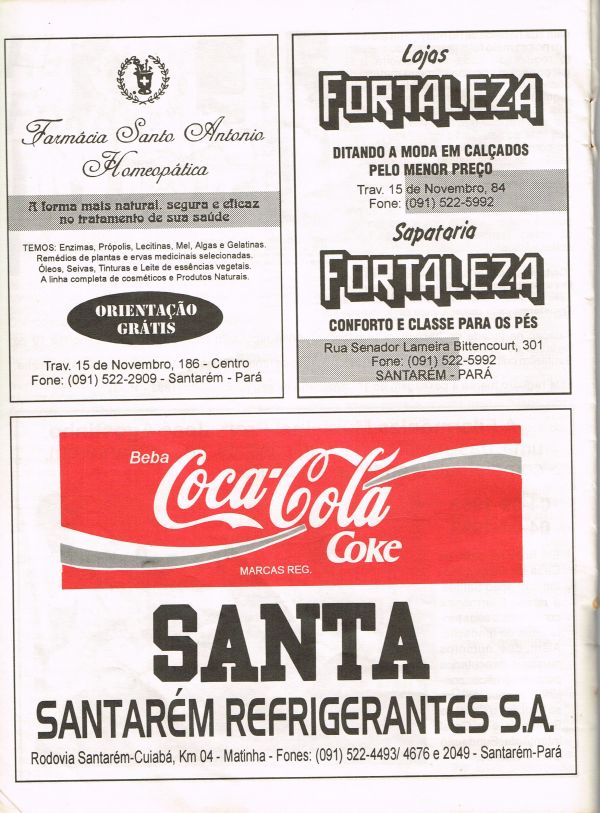 Farmácia Santo Antonio
Homeopática
A forma mais natural, segura e eficaz
no tratamento de sua saúde
TEMOS: Enzimas, Própolis, Lecitinas, Mel, Algas e Gelatinas.
Remédios de plantas e ervas medicinais selecionadas.
Óleos, Seivas, Tinturas e Leite de essências vegetais.
A linha completa de cosméticos e Produtos Naturais.
ORIENTAÇÃO
GRÁTIS
Trav. 15 de Novembro, 186 - Centro
Fone: (091) 522-2909 - Santarém - Pará
Lojas
FORTALEZA
DITANDO A MODA EM CALÇADOS
PELO MENOR PREÇO
Trav. 15 de Novembro, 84
Fone: (091) 522-5992
Sapataria
FORTALEZA
CONFORTO E CLASSE PARA OS PÉS
Rua Senador Lameira Bittencourt, 301
Fone: (091) 522-5992
SANTARÉM - PARÁ
Beba
Coca-Cola
Coke
MARCAS REG.
SANTA
SANTARÉM REFRIGERANTES S.A.
Rodovia Santarém-Cuiabá, Km 04 - Matinha - Fones: (091) 522-4493/ 4676 e 2049 - Santarém-Pará